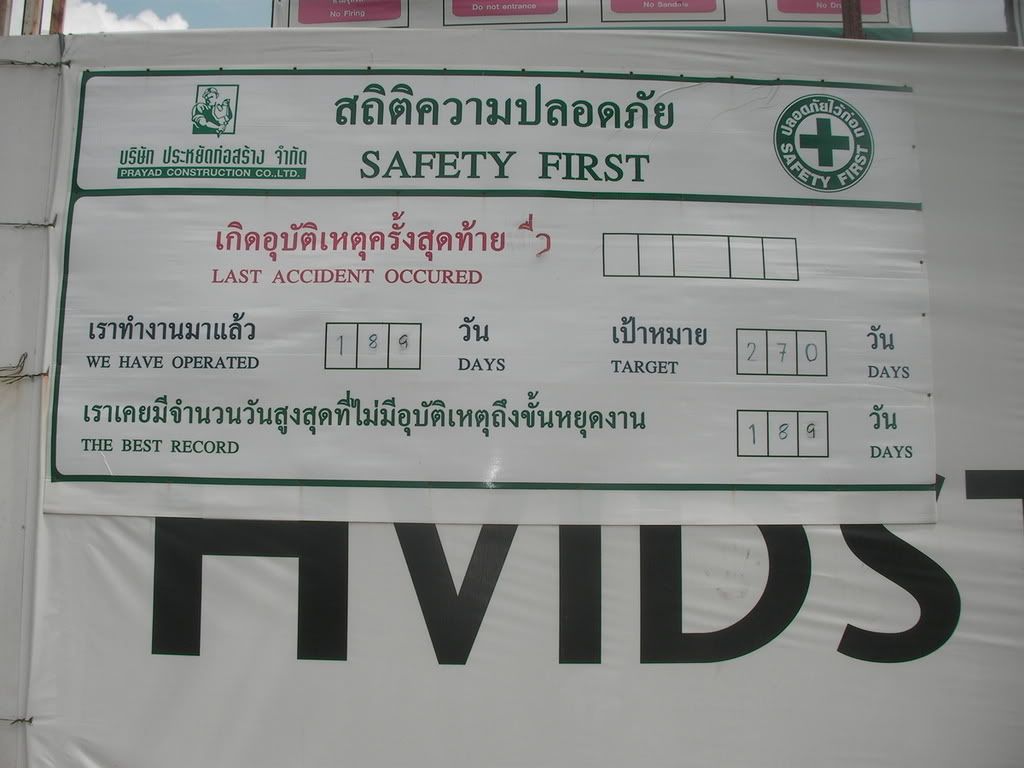 No Firing
Do not entrance
No Sandals
สถิติความปลอดภัย
SAFETY FIRST
บริษัท ประหยัดก่อสร้าง จำกัด
PRAYAD CONSTRUCTION CO.,LTD.
ปลอดภัยไว้ก่อน
SAFETY FIRST
เกิดอุบัติเหตุครั้งสุดท้าย
LAST ACCIDENT OCCURED
เราทำงานมาแล้ว 189 วัน
WE HAVE OPERATED DAYS
เป้าหมาย 270 วัน
TARGET DAYS
เราเคยมีจำนวนวันสูงสุดที่ไม่มีอุบัติเหตุถึงขั้นหยุดงาน 189 วัน
THE BEST RECORD DAYS
VIDS